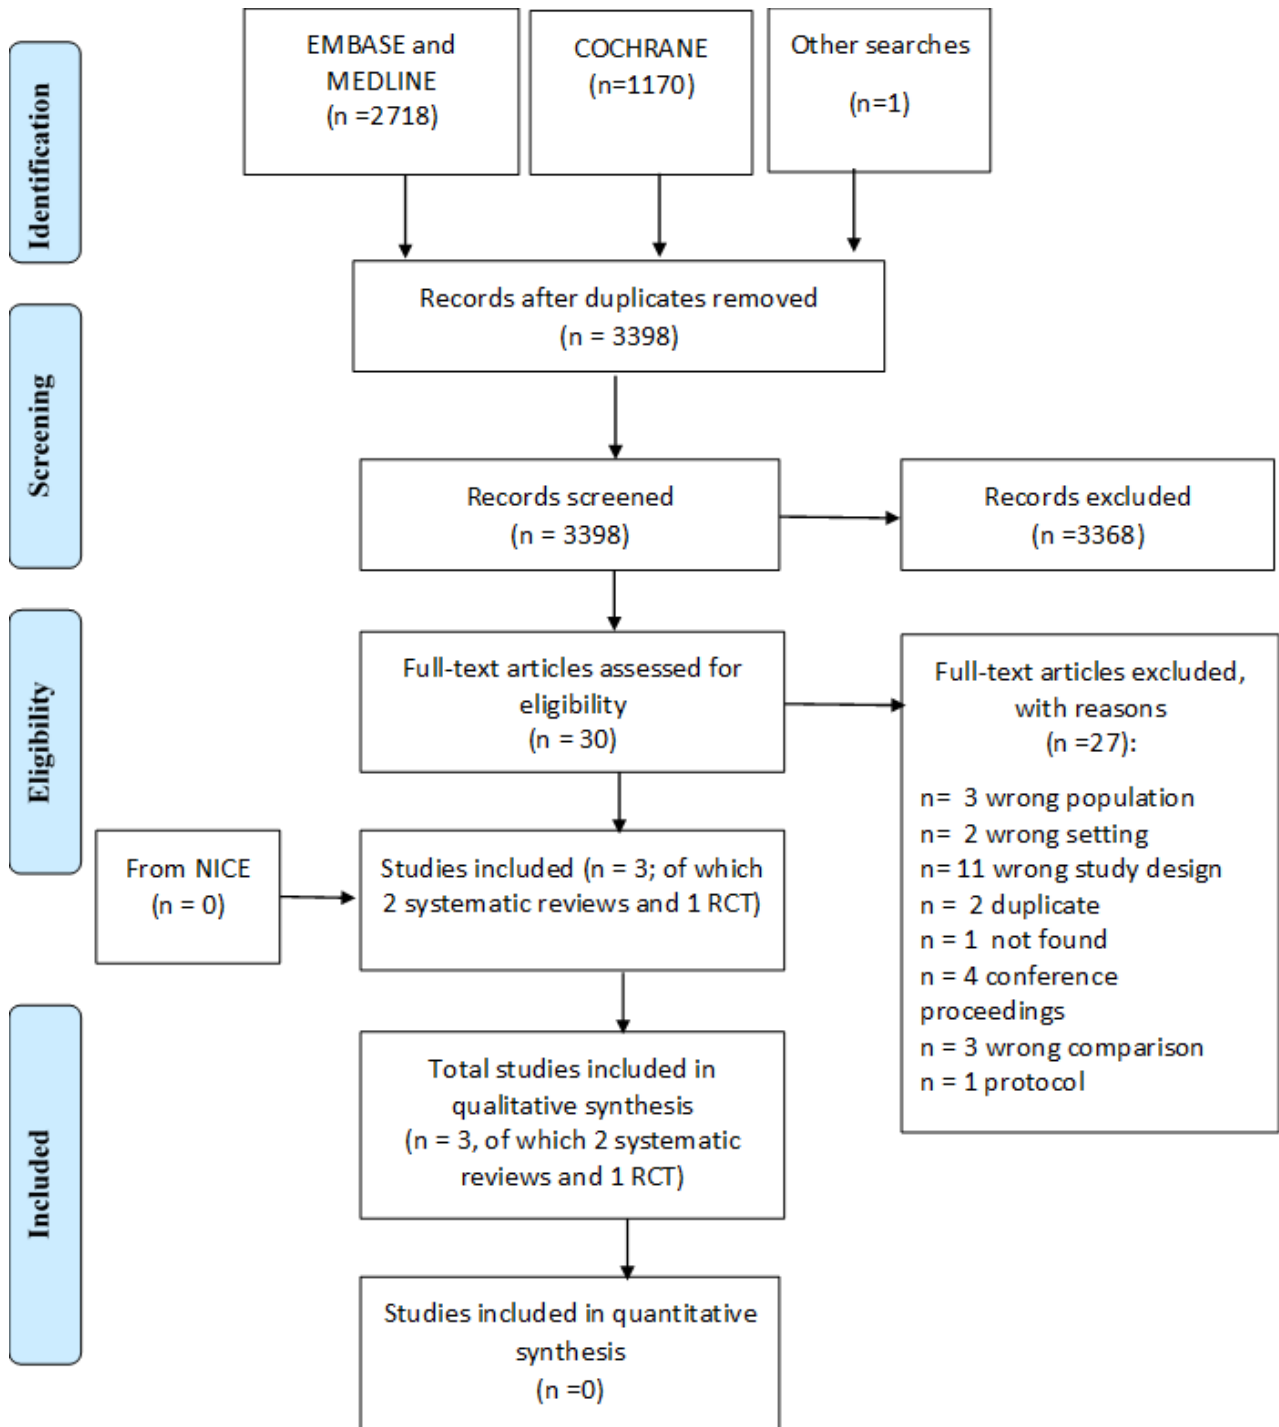 Identification
EMBASE and
MEDLINE
(n =2718)
COCHRANE
(n=1170)
Other searches
(n=1)
Records after duplicates removed
(n = 3398)
Screening
Records screened
(n = 3398)
Records excluded
(n =3368)
Eligibility
Full-text articles assessed for
eligibility
(n = 30)
Full-text articles excluded,
with reasons
(n =27):
n=  3 wrong population
n=  2 wrong setting
n= 11 wrong study design
n =  2 duplicate
n = 1  not found
n = 4 conference
proceedings
n = 3 wrong comparison
n = 1 protocol
From NICE
(n = 0)
Studies included (n = 3; of which
2 systematic reviews and 1 RCT)
Included
Total studies included in
qualitative synthesis
(n = 3, of which 2 systematic
reviews and 1 RCT)
Studies included in quantitative
synthesis
(n =0)